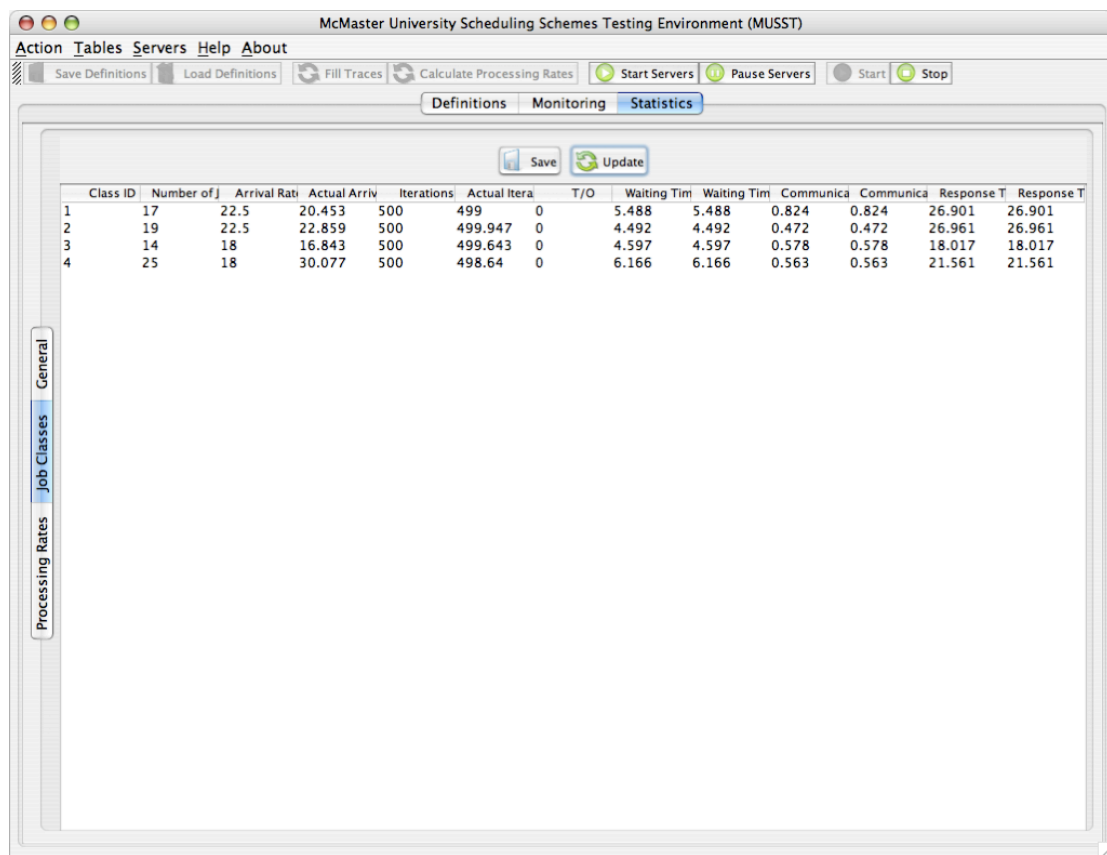 McMaster University Scheduling Schemes Testing Environment (MUSST)
Action Tables Servers Help About
Save Definitions Load Definitions Fill Traces Calculate Processing Rates Start Servers Pause Servers Start Stop
Definitions Monitoring Statistics
Save Update
Class ID Number of J Arrival Rat Actual Arriv Iterations Actual Itera T/O Waiting Tim Waiting Tim Communica Communica Response T Response T
1 17 22.5 20.453 500 499 0 5.488 5.488 0.824 0.824 26.901 26.901
2 19 22.5 22.859 500 499.947 0 4.492 4.492 0.472 0.472 26.961 26.961
3 14 18 16.843 500 499.643 0 4.597 4.597 0.578 0.578 18.017 18.017
4 25 18 30.077 500 498.64 0 6.166 6.166 0.563 0.563 21.561 21.561
General
Job Classes
Processing Rates